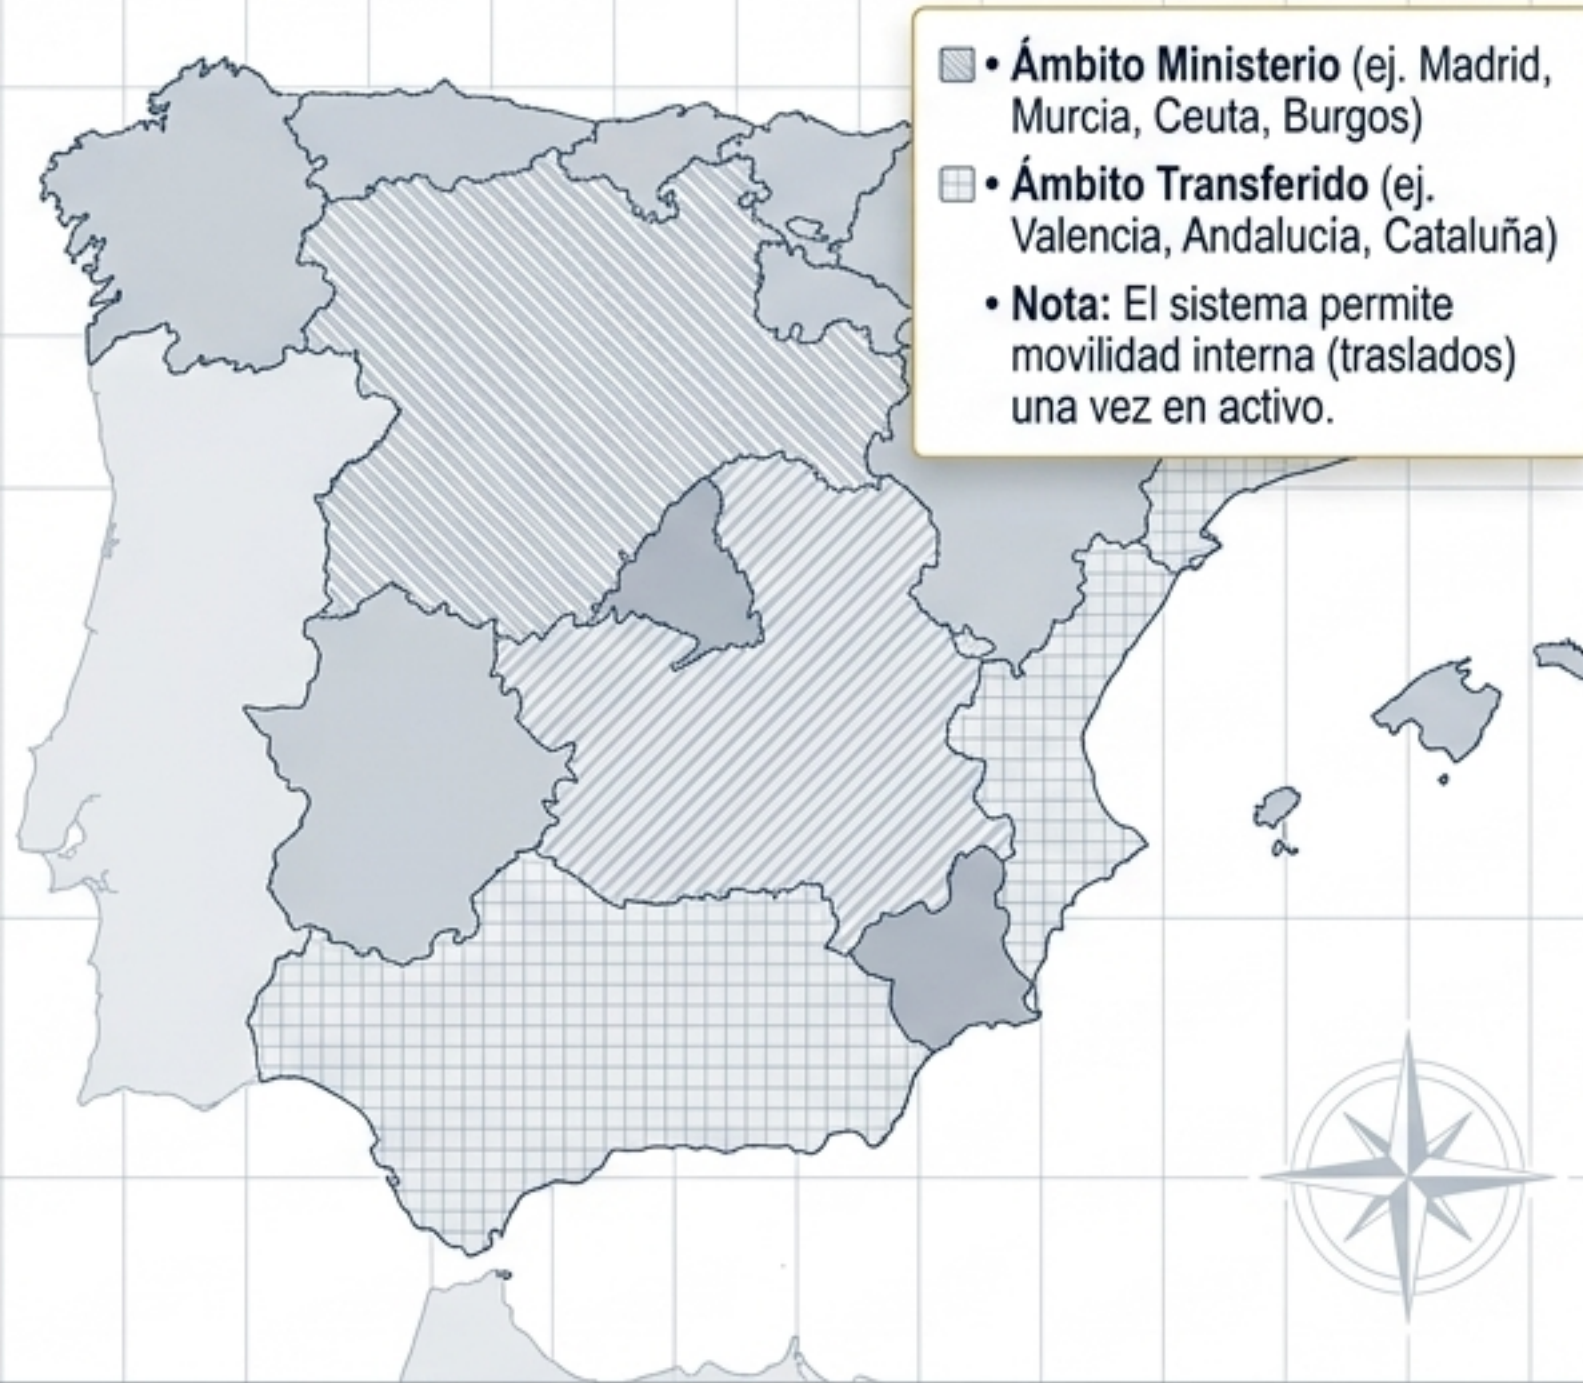 • Ámbito Ministerio (ej. Madrid,
Murcia, Ceuta, Burgos)
• Ámbito Transferido (ej.
Valencia, Andalucia, Cataluña)
• Nota: El sistema permite
movilidad interna (traslados)
una vez en activo.